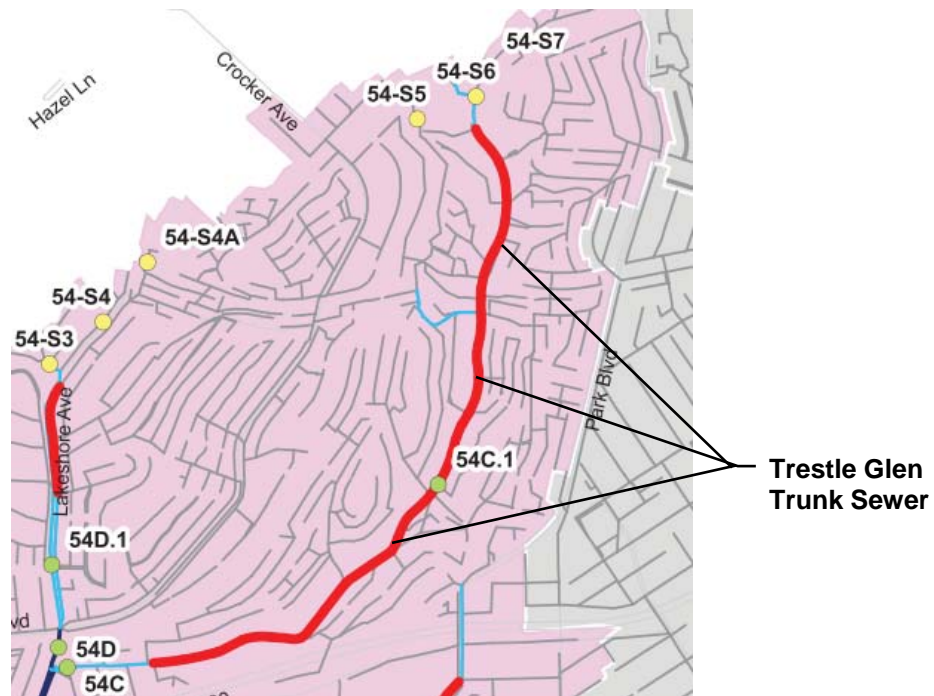 54-S7
54-S6
54-S5
Crocker Ave
Hazel Ln
54-S4A
54-S4
54-S3
Lakeshore Ave
Park Blvd
54C.1
Trestle Glen
Trunk Sewer
54D.1
vd
54D
54C